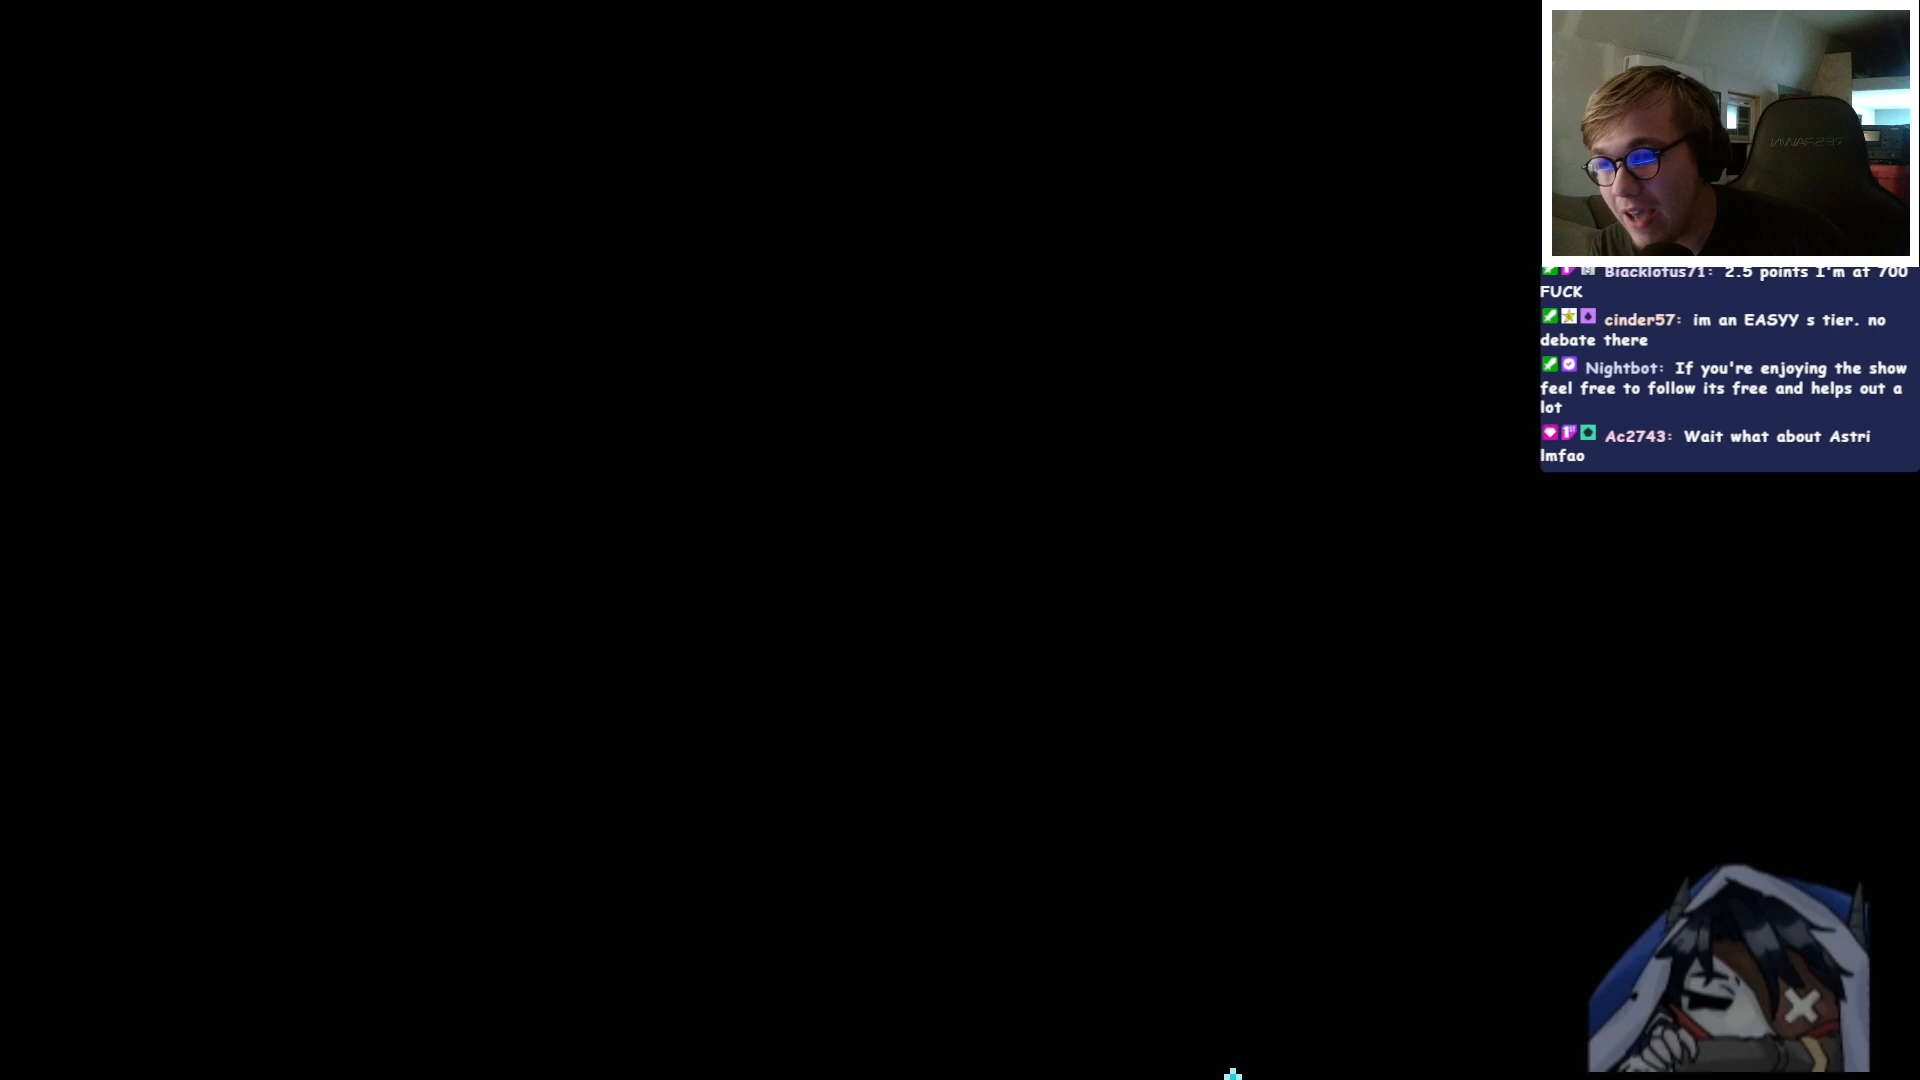 Blacklotus71: 2.5 points I'm at 700
FUCK
cinder57: im an EASYY s tier. no
debate there
Nightbot: If you're enjoying the show
feel free to follow its free and helps out a
lot
Ac2743: Wait what about Astri
lmfao